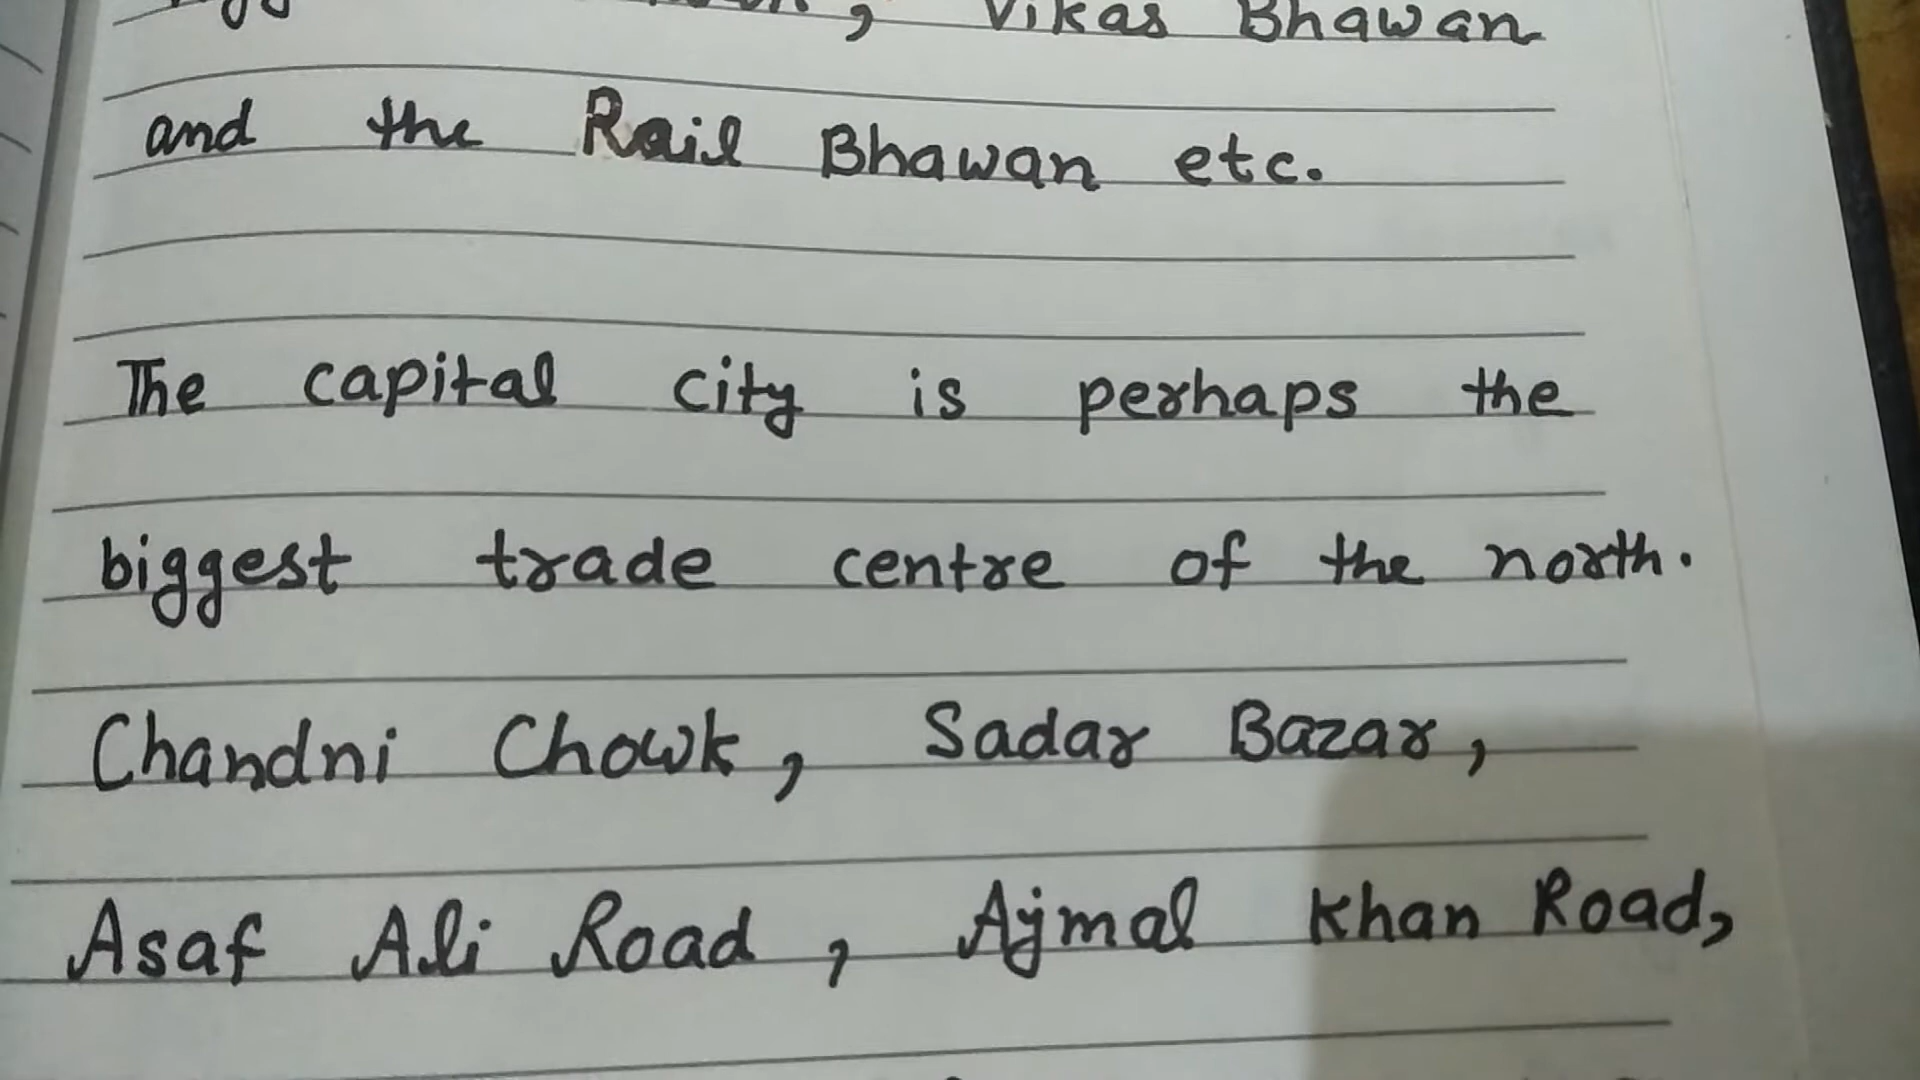 , Vikas Bhawan
and the Rail Bhawan etc.
The capital city is perhaps the
biggest trade centre of the north.
Chandni Chowk, Sadar Bazar,
Asaf Ali Road, Ajmal Khan Road,